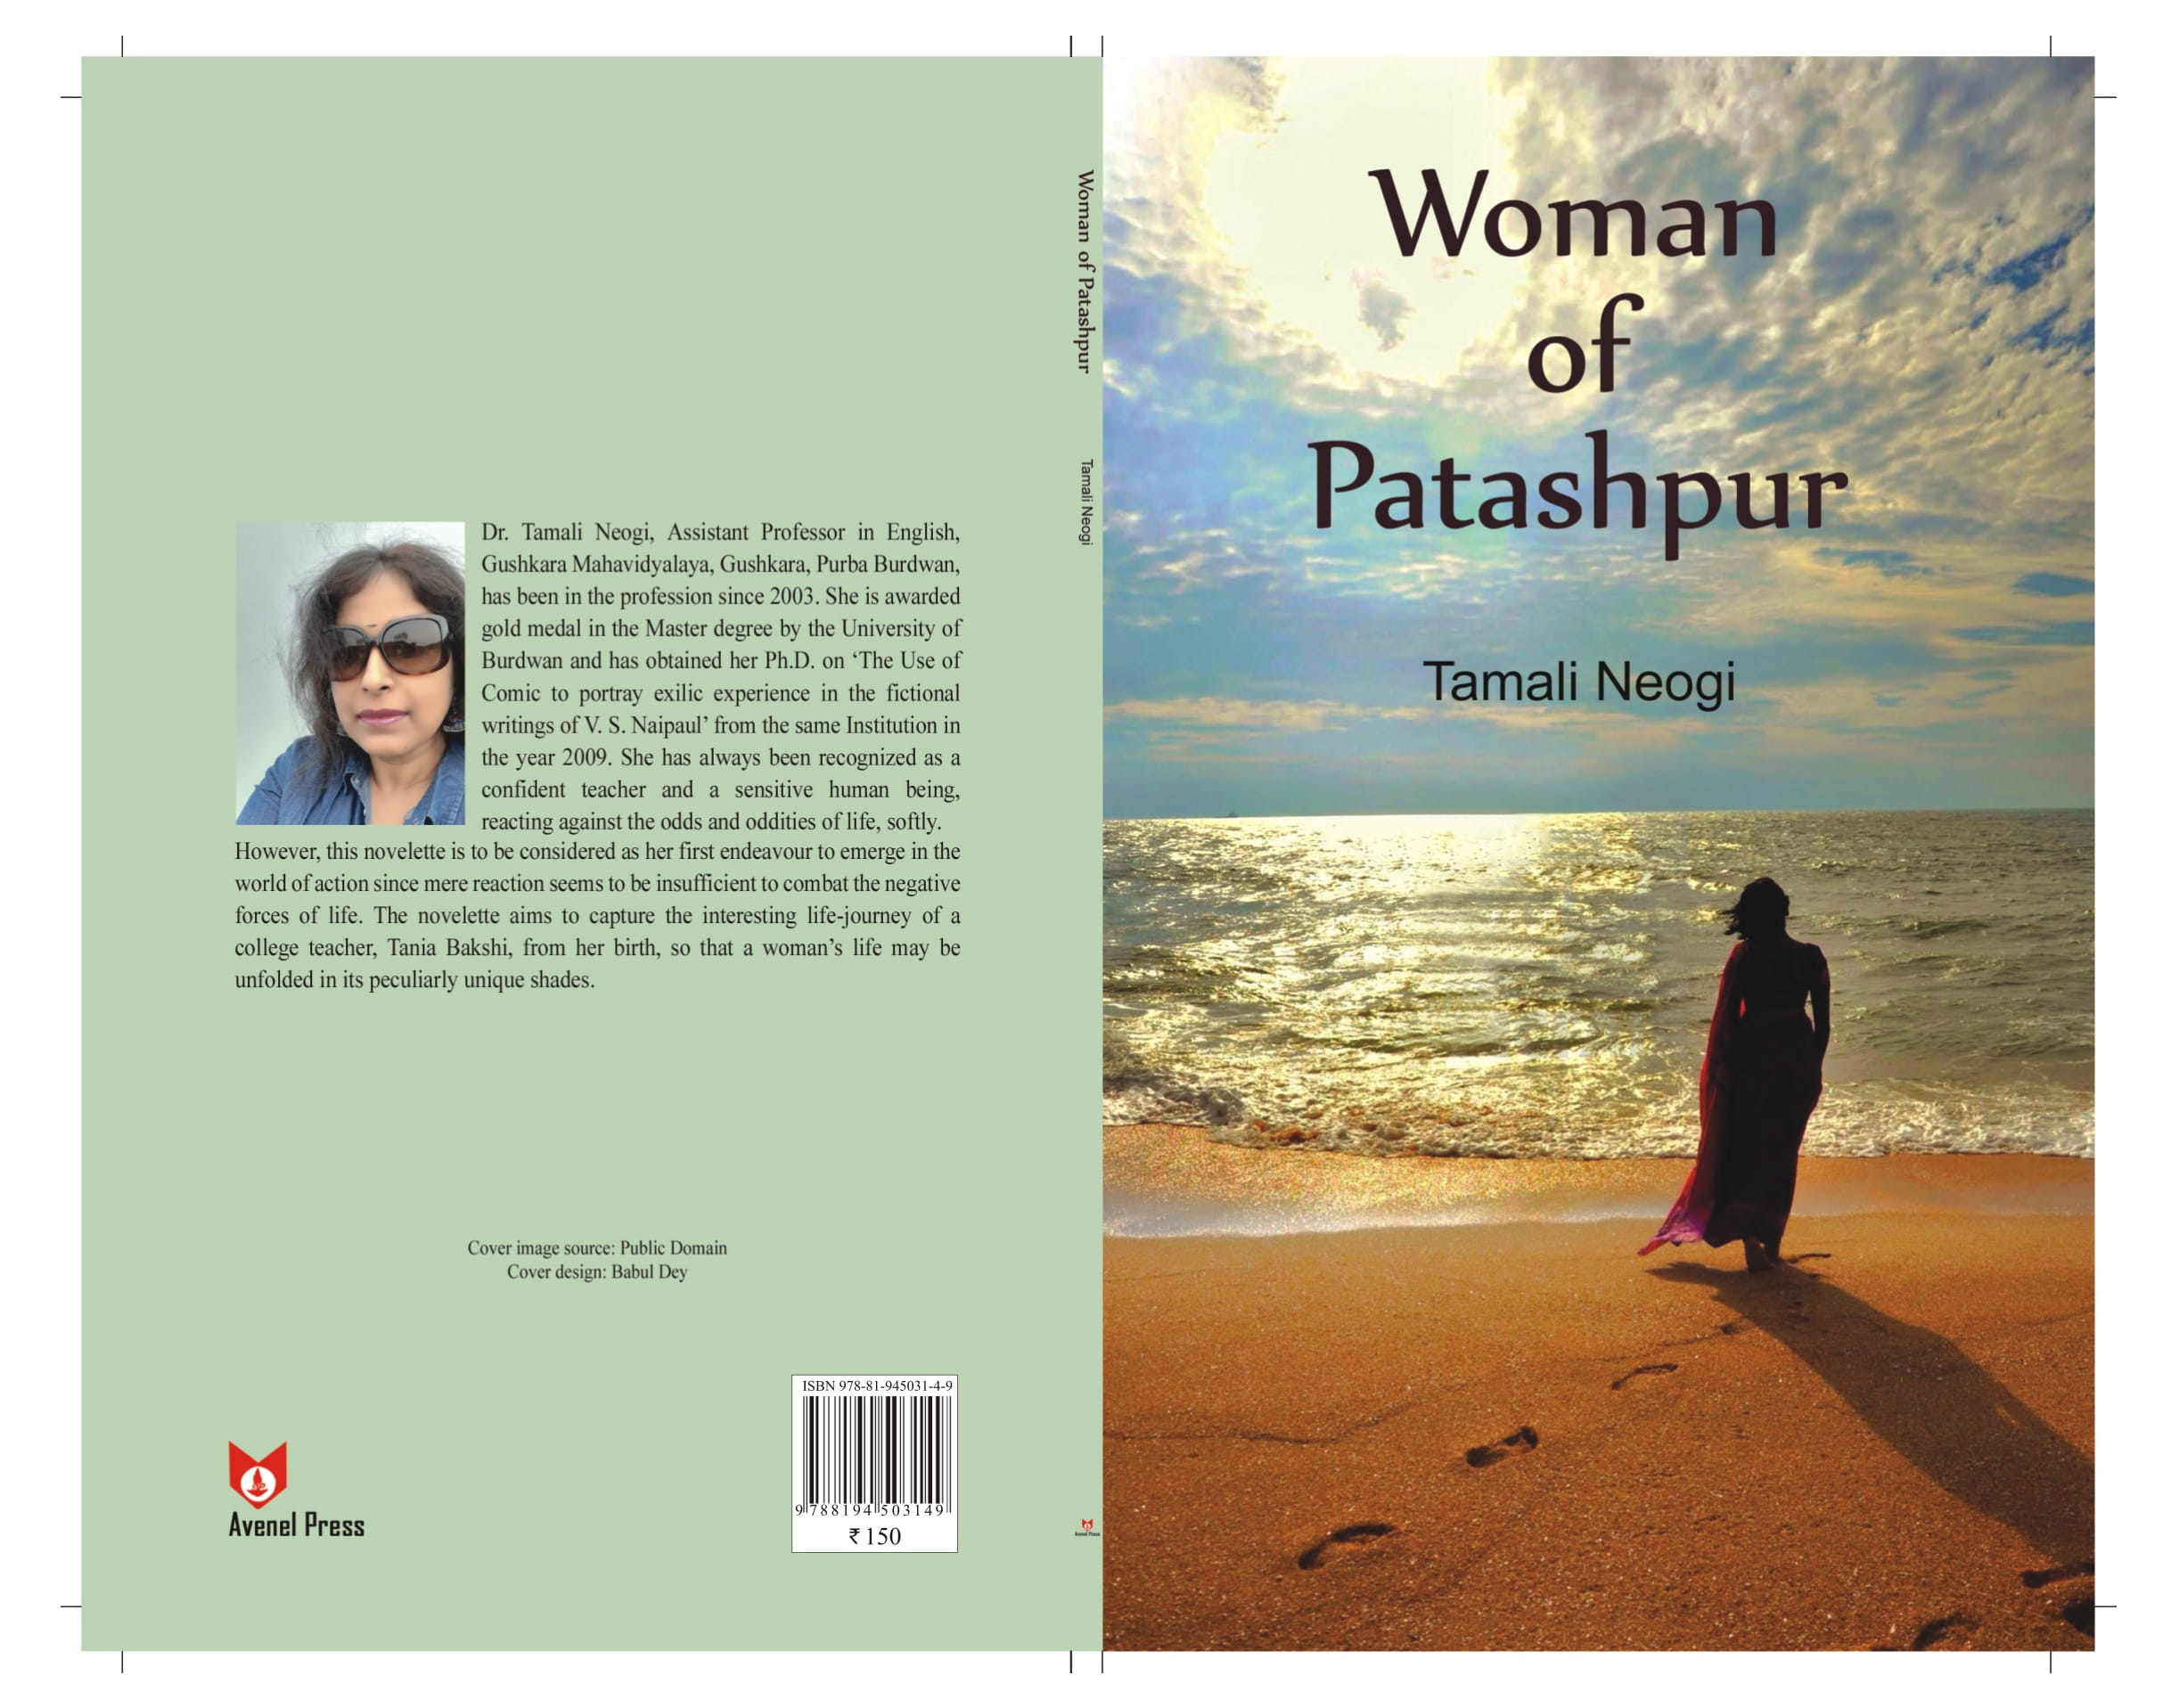 Dr. Tamali Neogi, Assistant Professor in English,
Gushkara Mahavidyalaya, Gushkara, Purba Burdwan,
has been in the profession since 2003. She is awarded
gold medal in the Master degree by the University of
Burdwan and has obtained her Ph.D. on ‘The Use of
Comic to portray exilic experience in the fictional
writings of V. S. Naipaul’ from the same Institution in
the year 2009. She has always been recognized as a
confident teacher and a sensitive human being,
reacting against the odds and oddities of life, softly.
However, this novelette is to be considered as her first endeavour to emerge in the
world of action since mere reaction seems to be insufficient to combat the negative
forces of life. The novelette aims to capture the interesting life-journey of a
college teacher, Tania Bakshi, from her birth, so that a woman’s life may be
unfolded in its peculiarly unique shades.
Cover image source: Public Domain
Cover design: Babul Dey
Avenel Press
ISBN 978-81-945031-4-9
9 788194 503149
₹ 150
Woman of Patashpur
Tamali Neogi
Avenel Press
Woman
of
Patashpur
Tamali Neogi